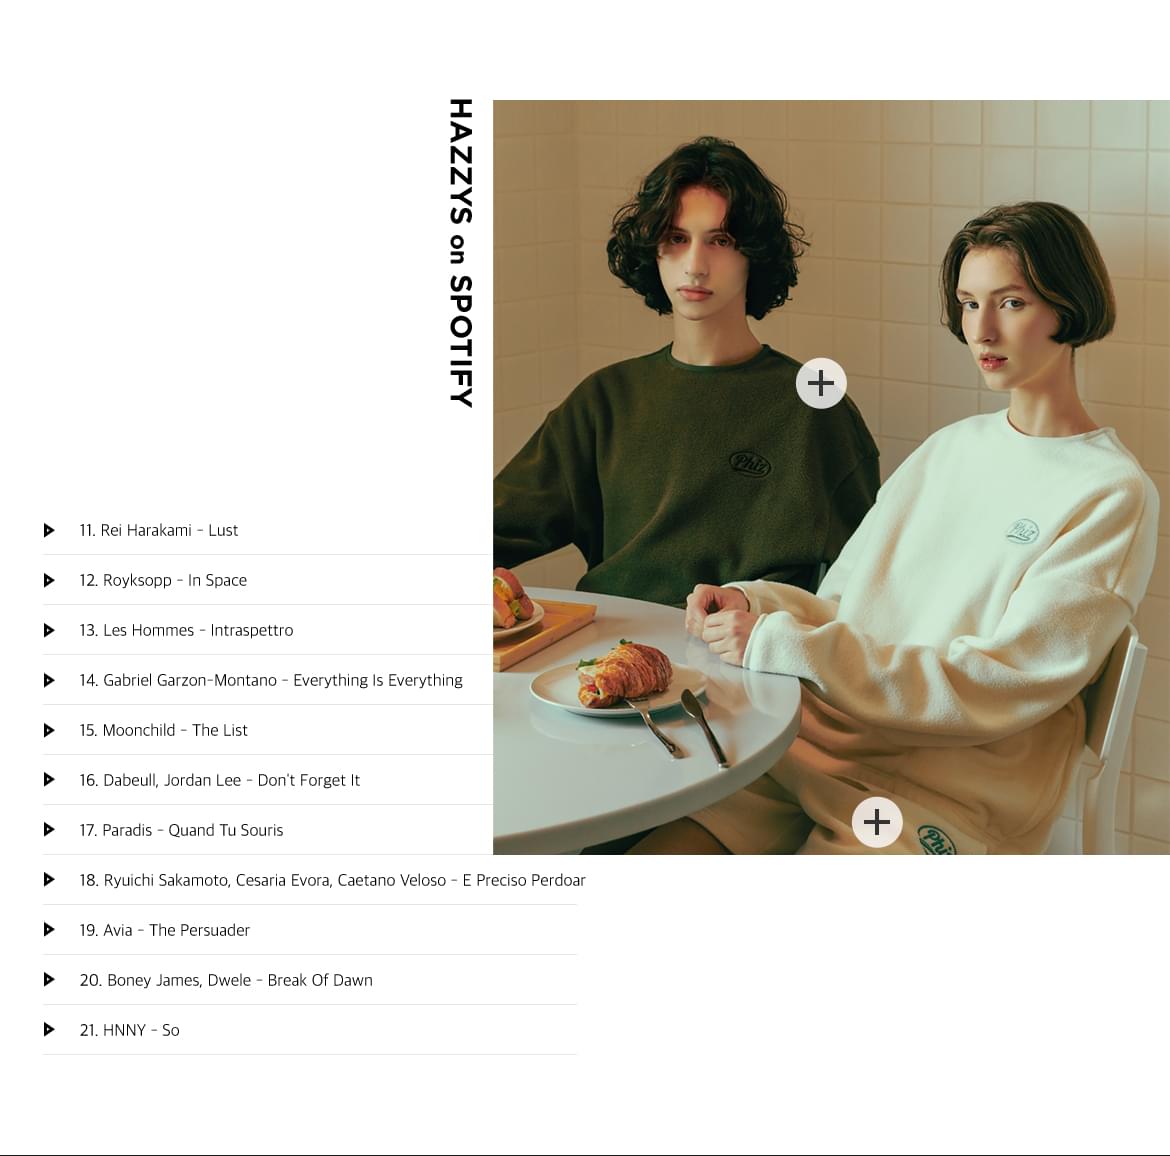 HAZZYS on SPOTIFY
Phiz
Phiz
Phiz
11. Rei Harakami - Lust
12. Royksopp - In Space
13. Les Hommes - Intraspettro
14. Gabriel Garzon-Montano - Everything Is Everything
15. Moonchild - The List
16. Dabeull, Jordan Lee - Don't Forget It
17. Paradis - Quand Tu Souris
18. Ryuichi Sakamoto, Cesaria Evora, Caetano Veloso - E Preciso Perdoar
19. Avia - The Persuader
20. Boney James, Dwele - Break Of Dawn
21. HNNY - So